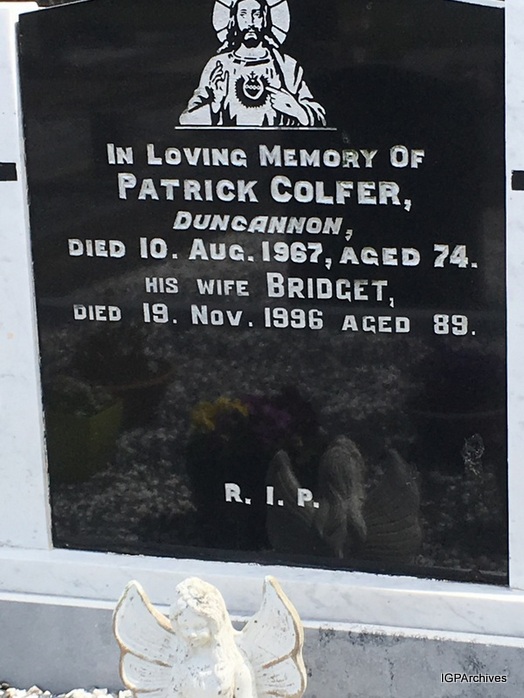 In Loving Memory Of
Patrick Colfer,
Duncannon,
died 10. Aug. 1967, aged 74.
his wife Bridget,
died 19. Nov. 1996 aged 89.
R. I. P.
IGPArchives